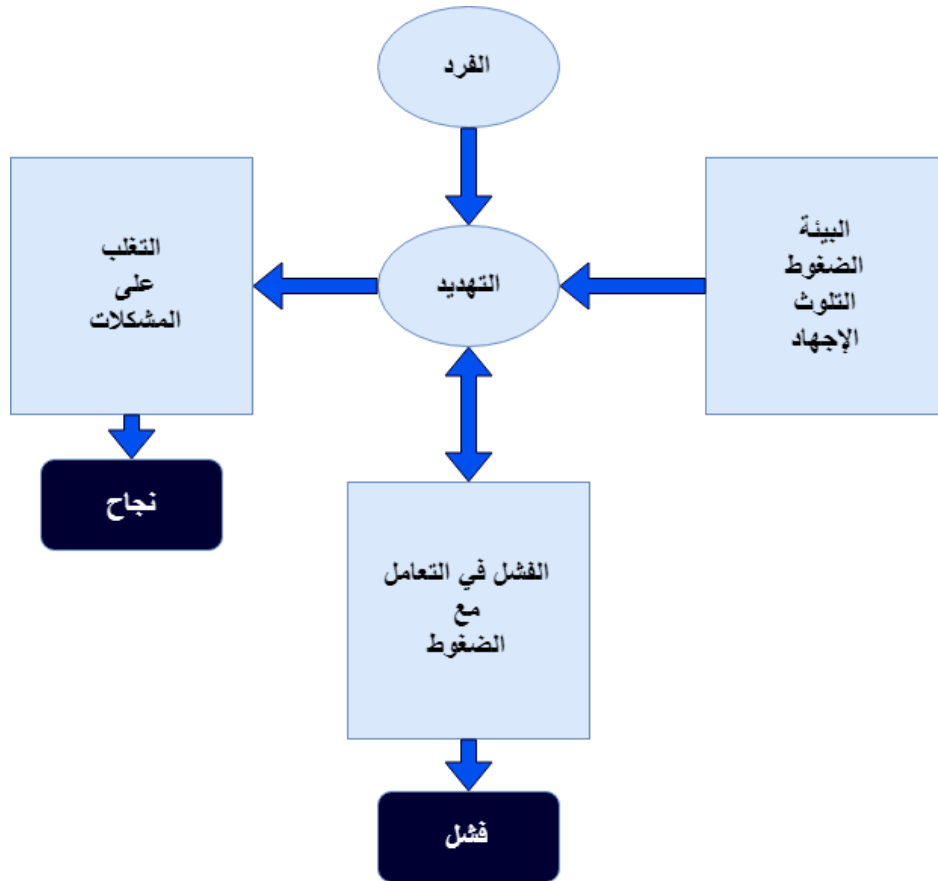 الفرد
البيئة
الضغوط
التلوث
الإجهاد
التهديد
التغلب
على
المشكلات
نجاح
الفشل في التعامل
مع
الضغوط
فشل